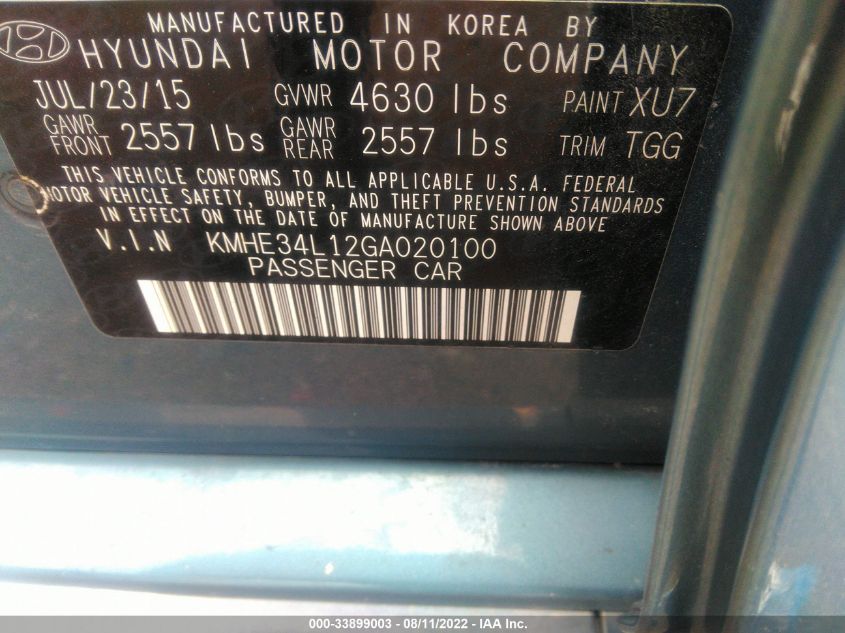 MANUFACTURED IN KOREA BY
HYUNDAI MOTOR COMPANY
JUL/23/15 GVWR 4630 lbs PAINT XU7
GAWR FRONT 2557 lbs GAWR REAR 2557 lbs TRIM TGG
THIS VEHICLE CONFORMS TO ALL APPLICABLE U.S.A. FEDERAL
MOTOR VEHICLE SAFETY, BUMPER, AND THEFT PREVENTION STANDARDS
IN EFFECT ON THE DATE OF MANUFACTURE SHOWN ABOVE
V.I.N KMHE34L12GA020100
PASSENGER CAR
000-33899003 - 08/11/2022 - IAA Inc.